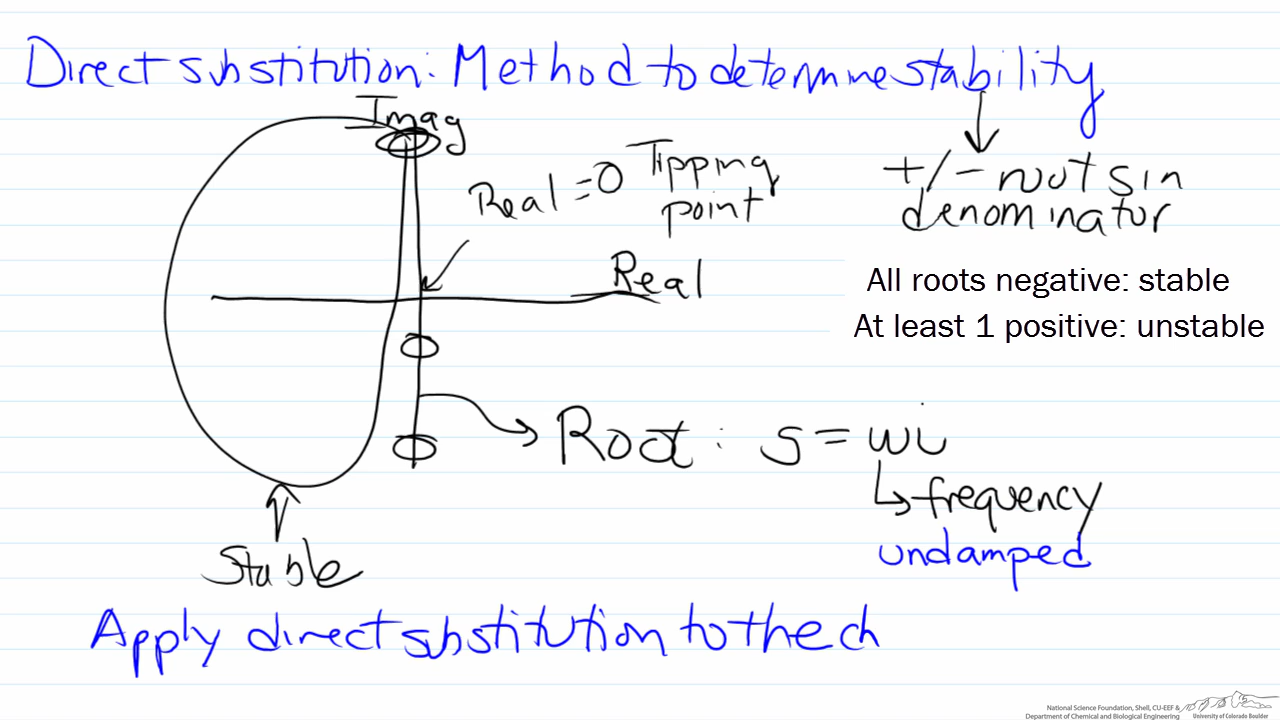 Direct substitution: Method to determine stability
Imag
Real = 0 Tipping
point
+/- roots in
denominator
Real
All roots negative: stable
At least 1 positive: unstable
Root: s = ωi
↳ frequency
undamped
Stable
Apply direct substitution to the ch
National Science Foundation, Shell, CU-EEF &
Department of Chemical and Biological Engineering
University of Colorado Boulder